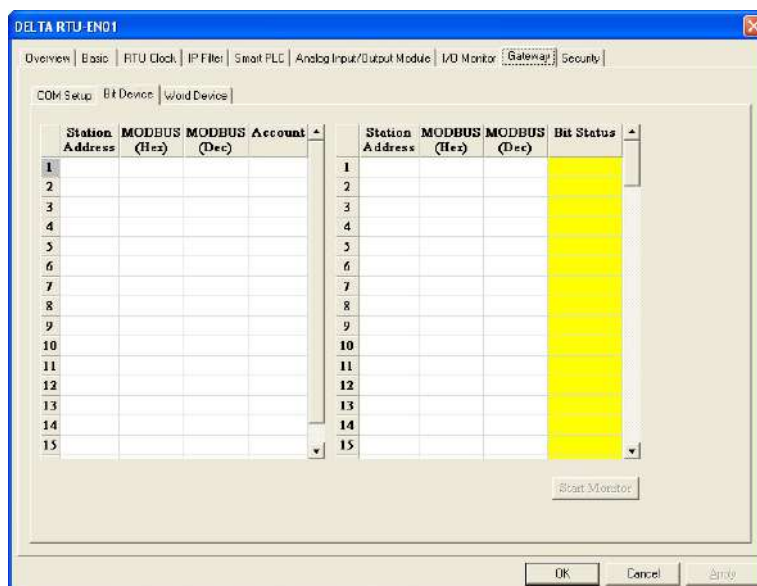 DELTA RTU-EN01
Overview Basic RTU Clock IP Filter Smart PLC Analog Input/Output Module I/O Monitor Gateway Security
COM Setup Bit Device Word Device
Station Address MODBUS (Hex) MODBUS (Dec) Account Station Address MODBUS (Hex) MODBUS (Dec) Bit Status
1 1
2 2
3 3
4 4
5 5
6 6
7 7
8 8
9 9
10 10
11 11
12 12
13 13
14 14
15 15
Start Monitor
OK Cancel Apply